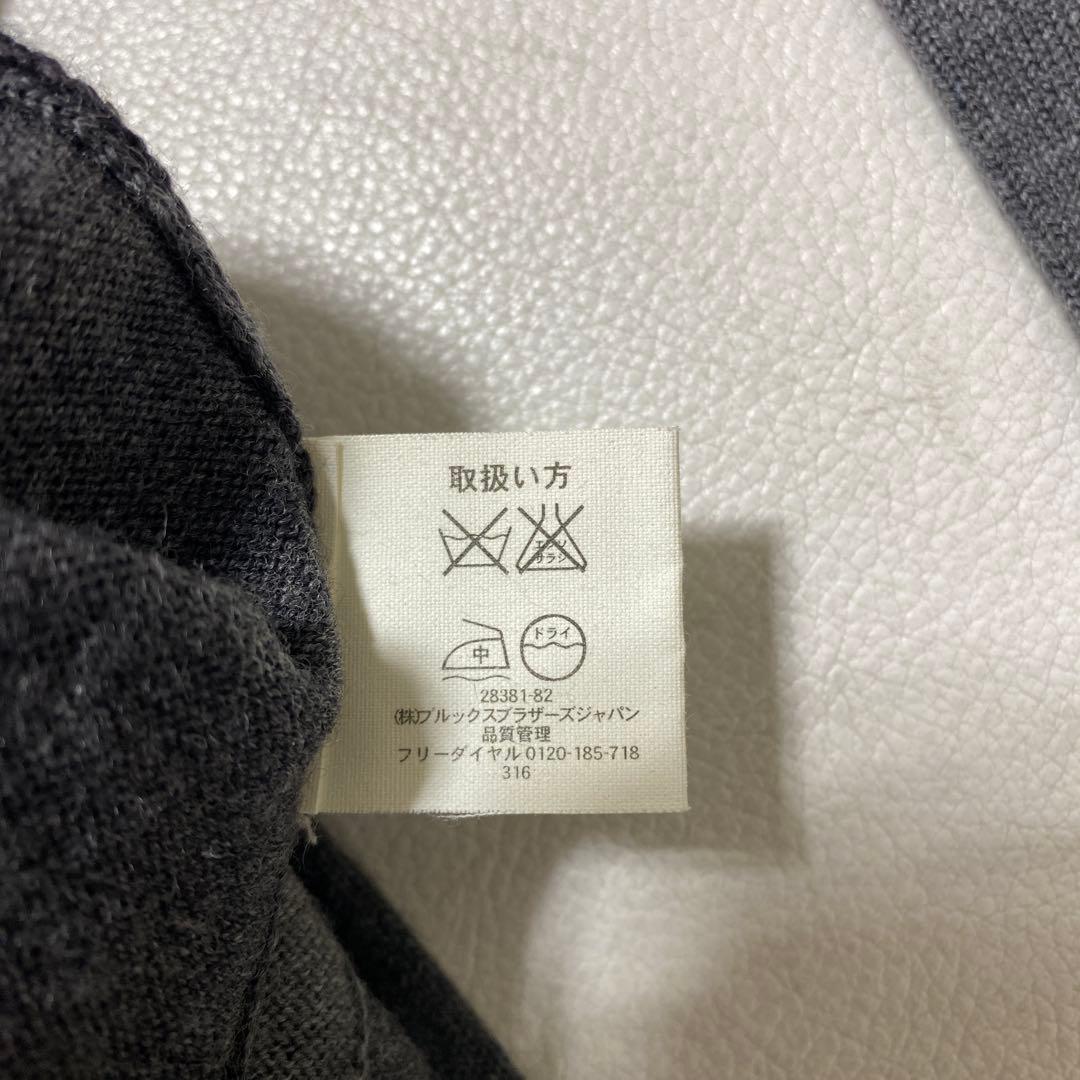 取扱い方
エンソ
サラシ
中 ドライ
28381-82
(株)ブルックスブラザーズジャパン
品質管理
フリーダイヤル 0120-185-718
316